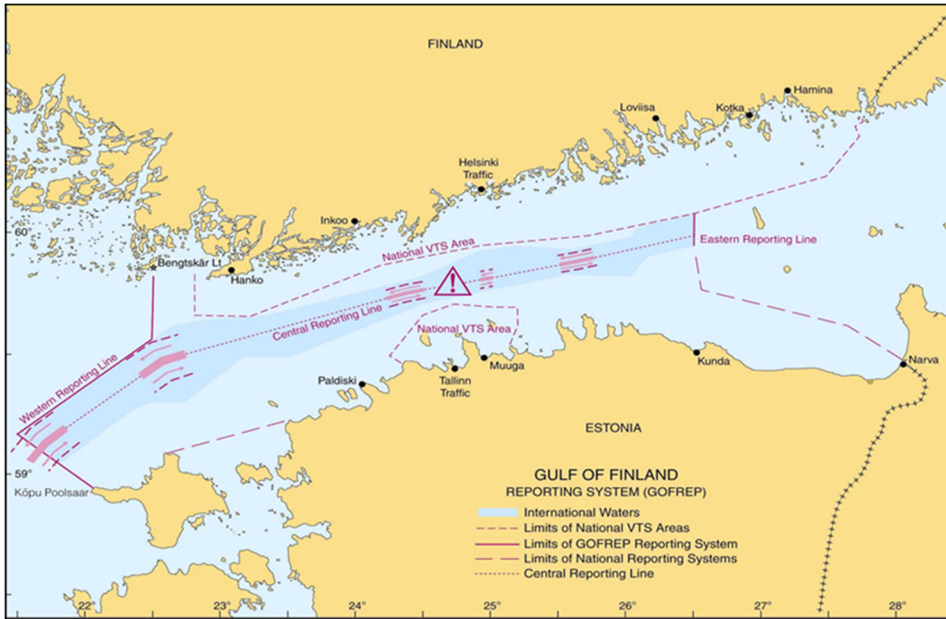 FINLAND
Hamina
Loviisa
Kotka
Helsinki
Traffic
Inkoo
60°
National VTS Area
Eastern Reporting Line
Bengtskär Lt
Hanko
Central Reporting Line
National VTS Area
Western Reporting Line
Paldiski
Tallinn
Traffic
Muuga
Kunda
Narva
ESTONIA
59°
Kõpu Poolsaar
GULF OF FINLAND
REPORTING SYSTEM (GOFREP)
International Waters
Limits of National VTS Areas
Limits of GOFREP Reporting System
Limits of National Reporting Systems
Central Reporting Line
22° 23° 24° 25° 26° 27° 28°